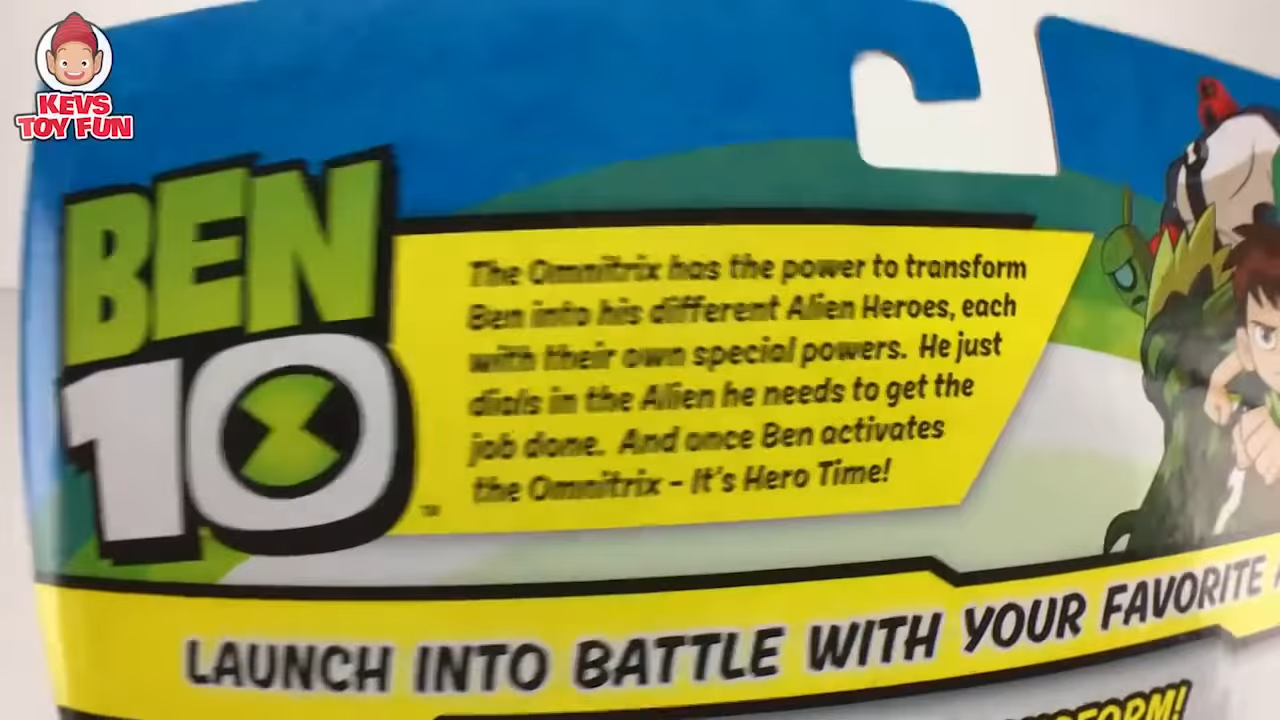 KEVS
TOY FUN
BEN
10
TM
The Omnitrix has the power to transform
Ben into his different Alien Heroes, each
with their own special powers. He just
dials in the Alien he needs to get the
job done. And once Ben activates
the Omnitrix – It's Hero Time!
LAUNCH INTO BATTLE WITH YOUR FAVORITE